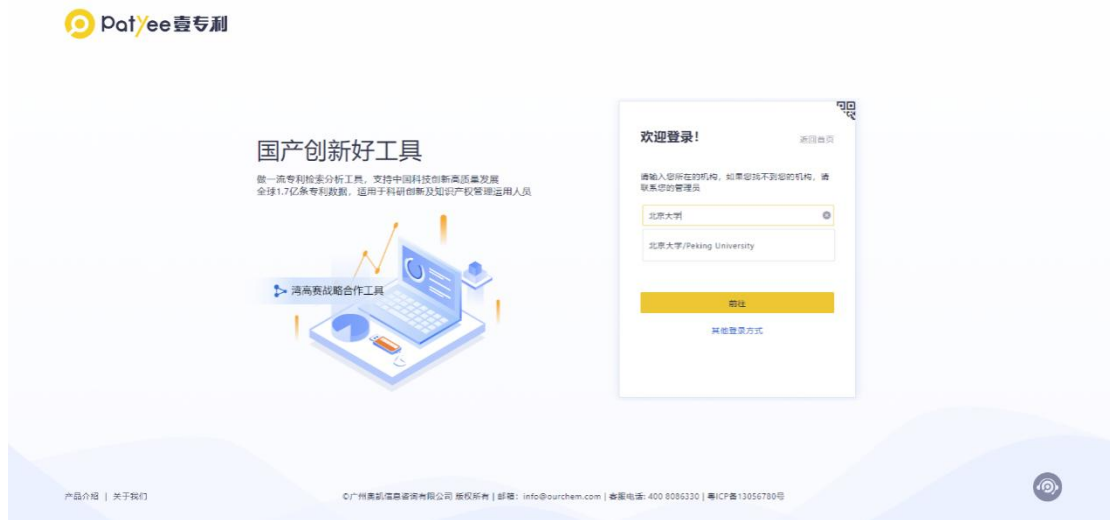 Patyee壹专利
国产创新好工具
做一流专利检索分析工具，支持中国科技创新高质量发展
全球1.7亿条专利数据，适用于科研创新及知识产权管理运用人员
湾高赛战略合作工具
欢迎登录！
返回首页
请输入您所在的机构，如果您找不到您的机构，请
联系您的管理员
北京大学
北京大学/Peking University
前往
其他登录方式
产品介绍 | 关于我们
©广州奥凯信息咨询有限公司 版权所有 | 邮箱：info@ourchem.com | 客服电话: 400 8086330 | 粤ICP备13056780号